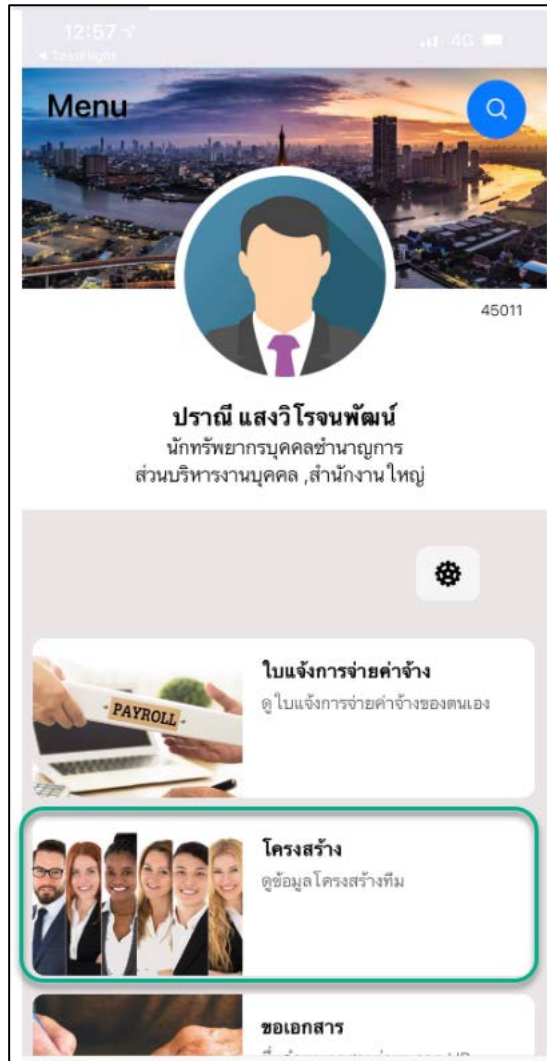 12:57
◀ TestFlight
4G
Menu
45011
ปราณี แสงวิโรจนพัฒน์
นักทรัพยากรบุคคลชำนาญการ
ส่วนบริหารงานบุคคล ,สำนักงานใหญ่
PAYROLL
ใบแจ้งการจ่ายค่าจ้าง
ดูใบแจ้งการจ่ายค่าจ้างของตนเอง
โครงสร้าง
ดูข้อมูลโครงสร้างทีม
ขอเอกสาร